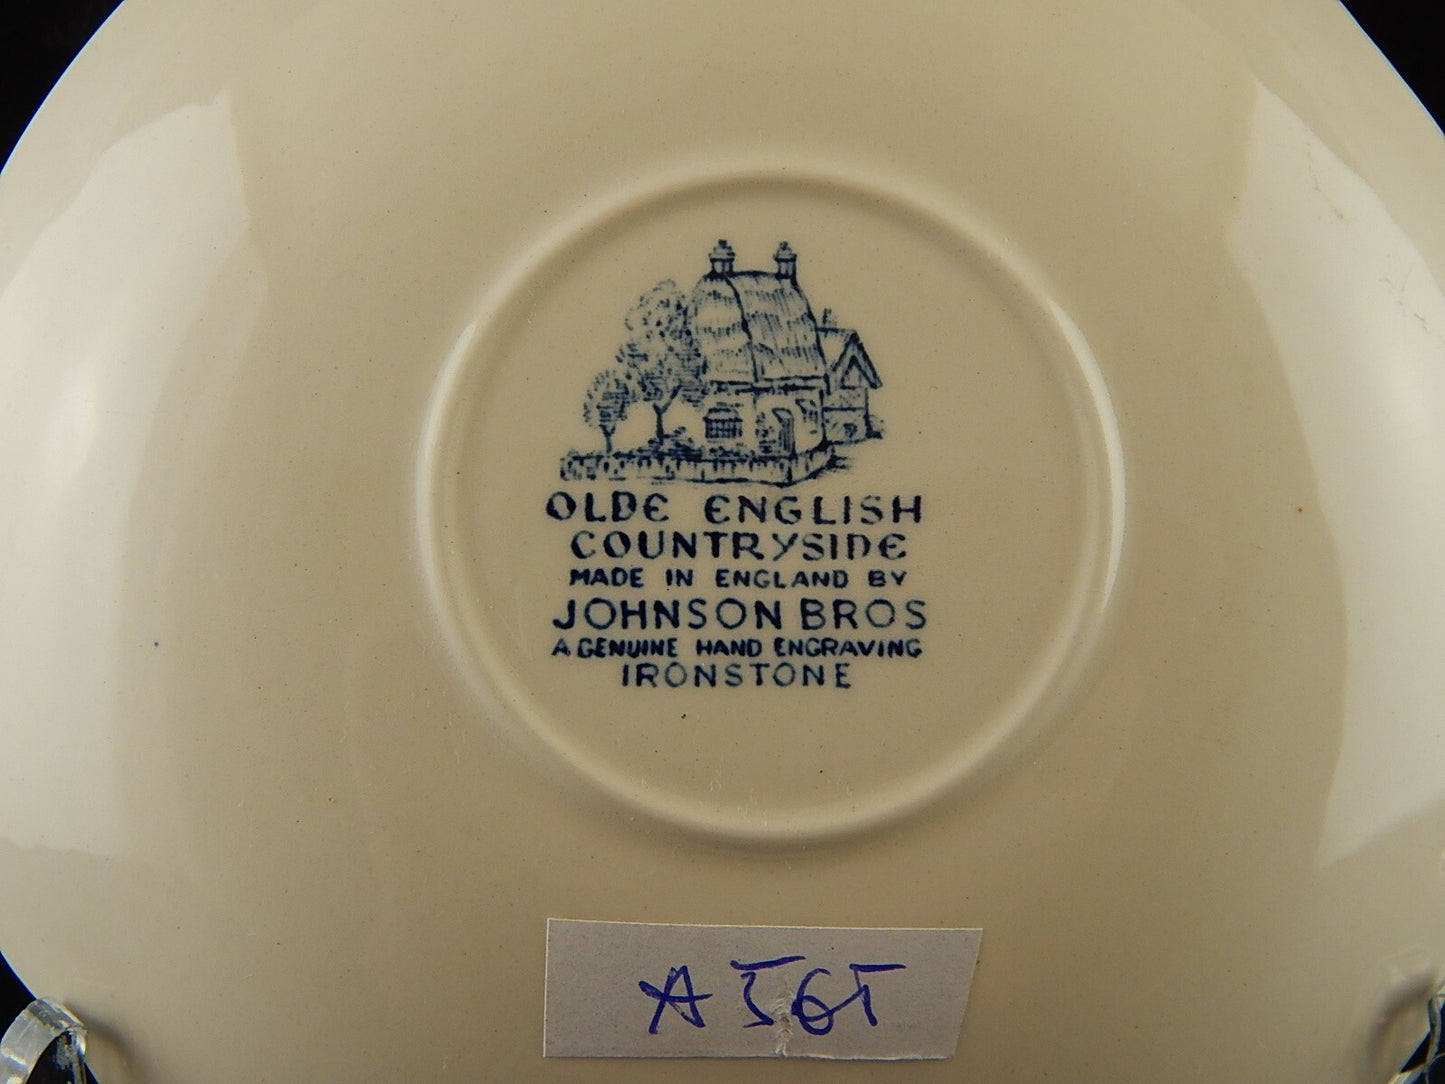 OLDE ENGLISH
COUNTRYSIDE
MADE IN ENGLAND BY
JOHNSON BROS
A GENUINE HAND ENGRAVING
IRONSTONE
A565